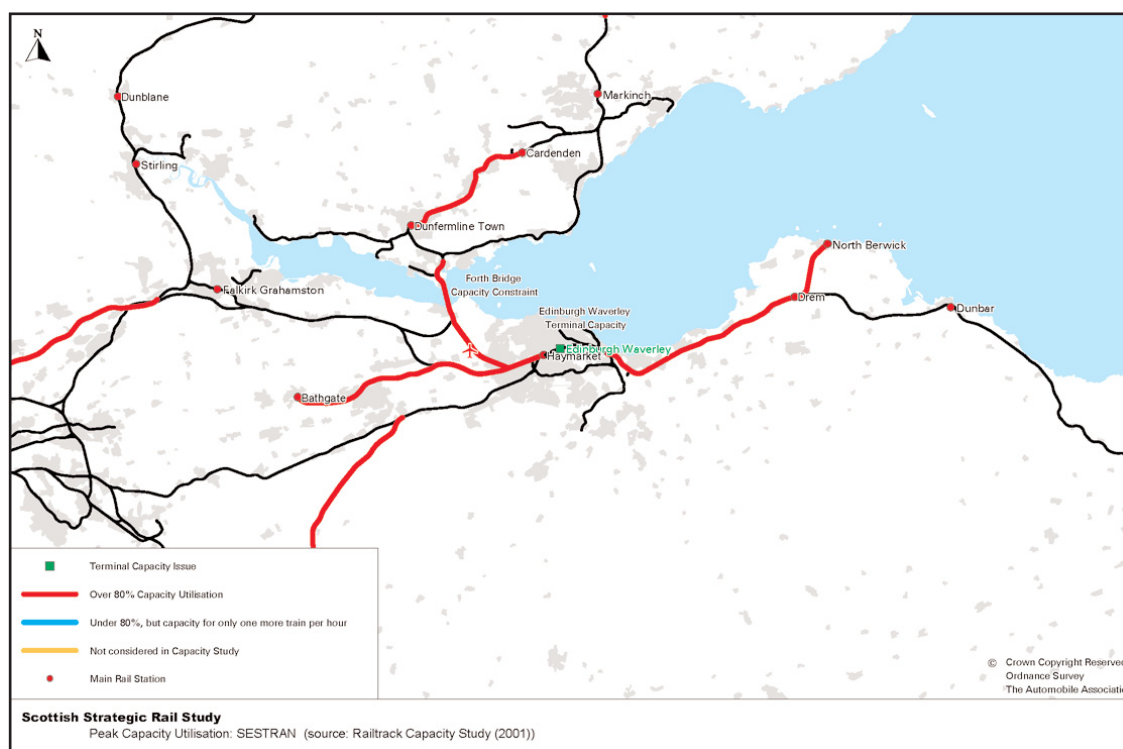 N
Dunblane
Markinch
Stirling
Cardenden
Dunfermline Town
North Berwick
Forth Bridge
Capacity Constraint
Falkirk Grahamston
Drem
Edinburgh Waverley
Terminal Capacity
Dunbar
Edinburgh Waverley
Haymarket
Bathgate
Terminal Capacity Issue
Over 80% Capacity Utilisation
Under 80%, but capacity for only one more train per hour
Not considered in Capacity Study
Main Rail Station
© Crown Copyright Reserved
Ordnance Survey
The Automobile Associatio
Scottish Strategic Rail Study
Peak Capacity Utilisation: SESTRAN (source: Railtrack Capacity Study (2001))